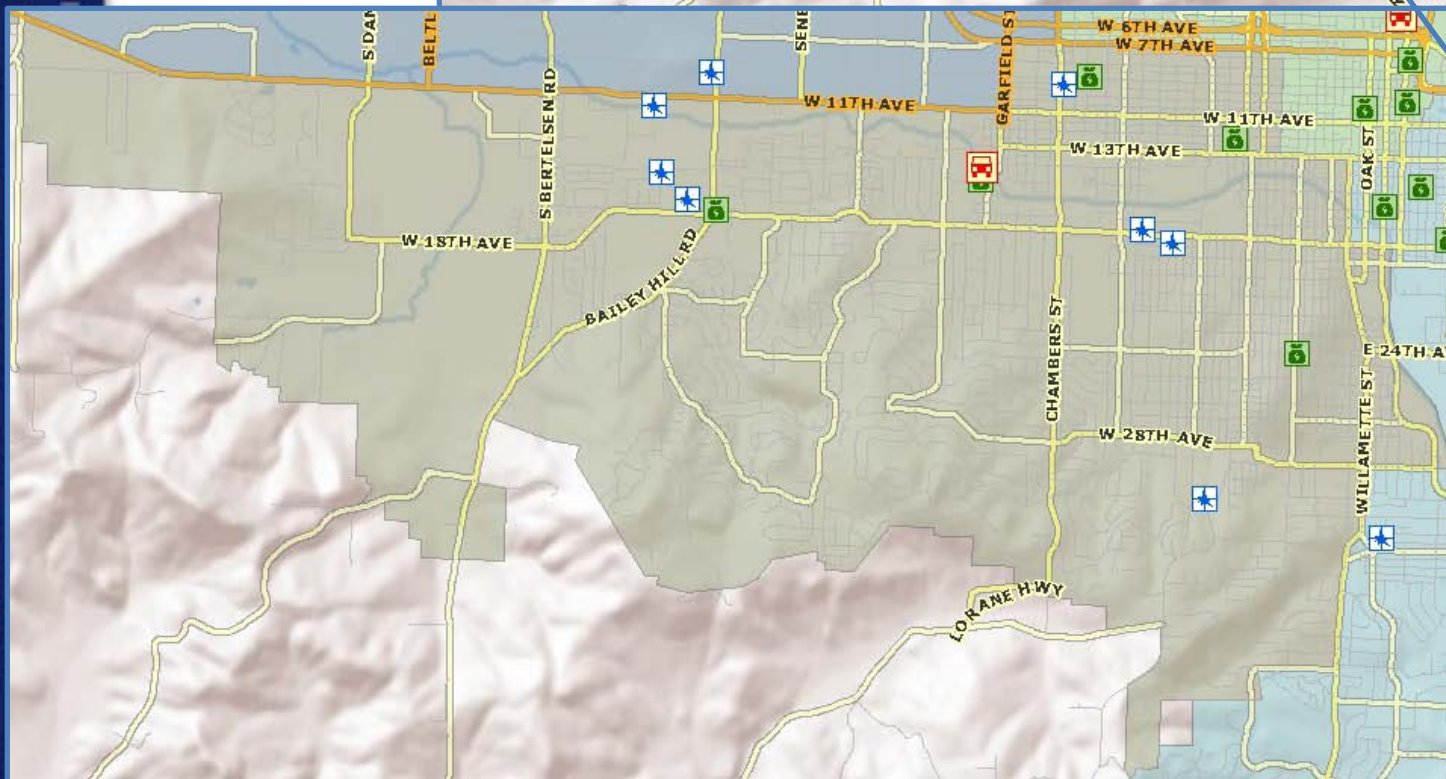 S DAN
BELTL
S BERTELSEN RD
SENE
GARFIELD ST
W 6TH AVE
W 7TH AVE
W 11TH AVE
W 11TH AVE
W 13TH AVE
OAK ST
W 18TH AVE
BAILEY HILL RD
CHAMBERS ST
E 24TH A
WILLAMETTE ST
W 28TH AVE
LORANE HWY